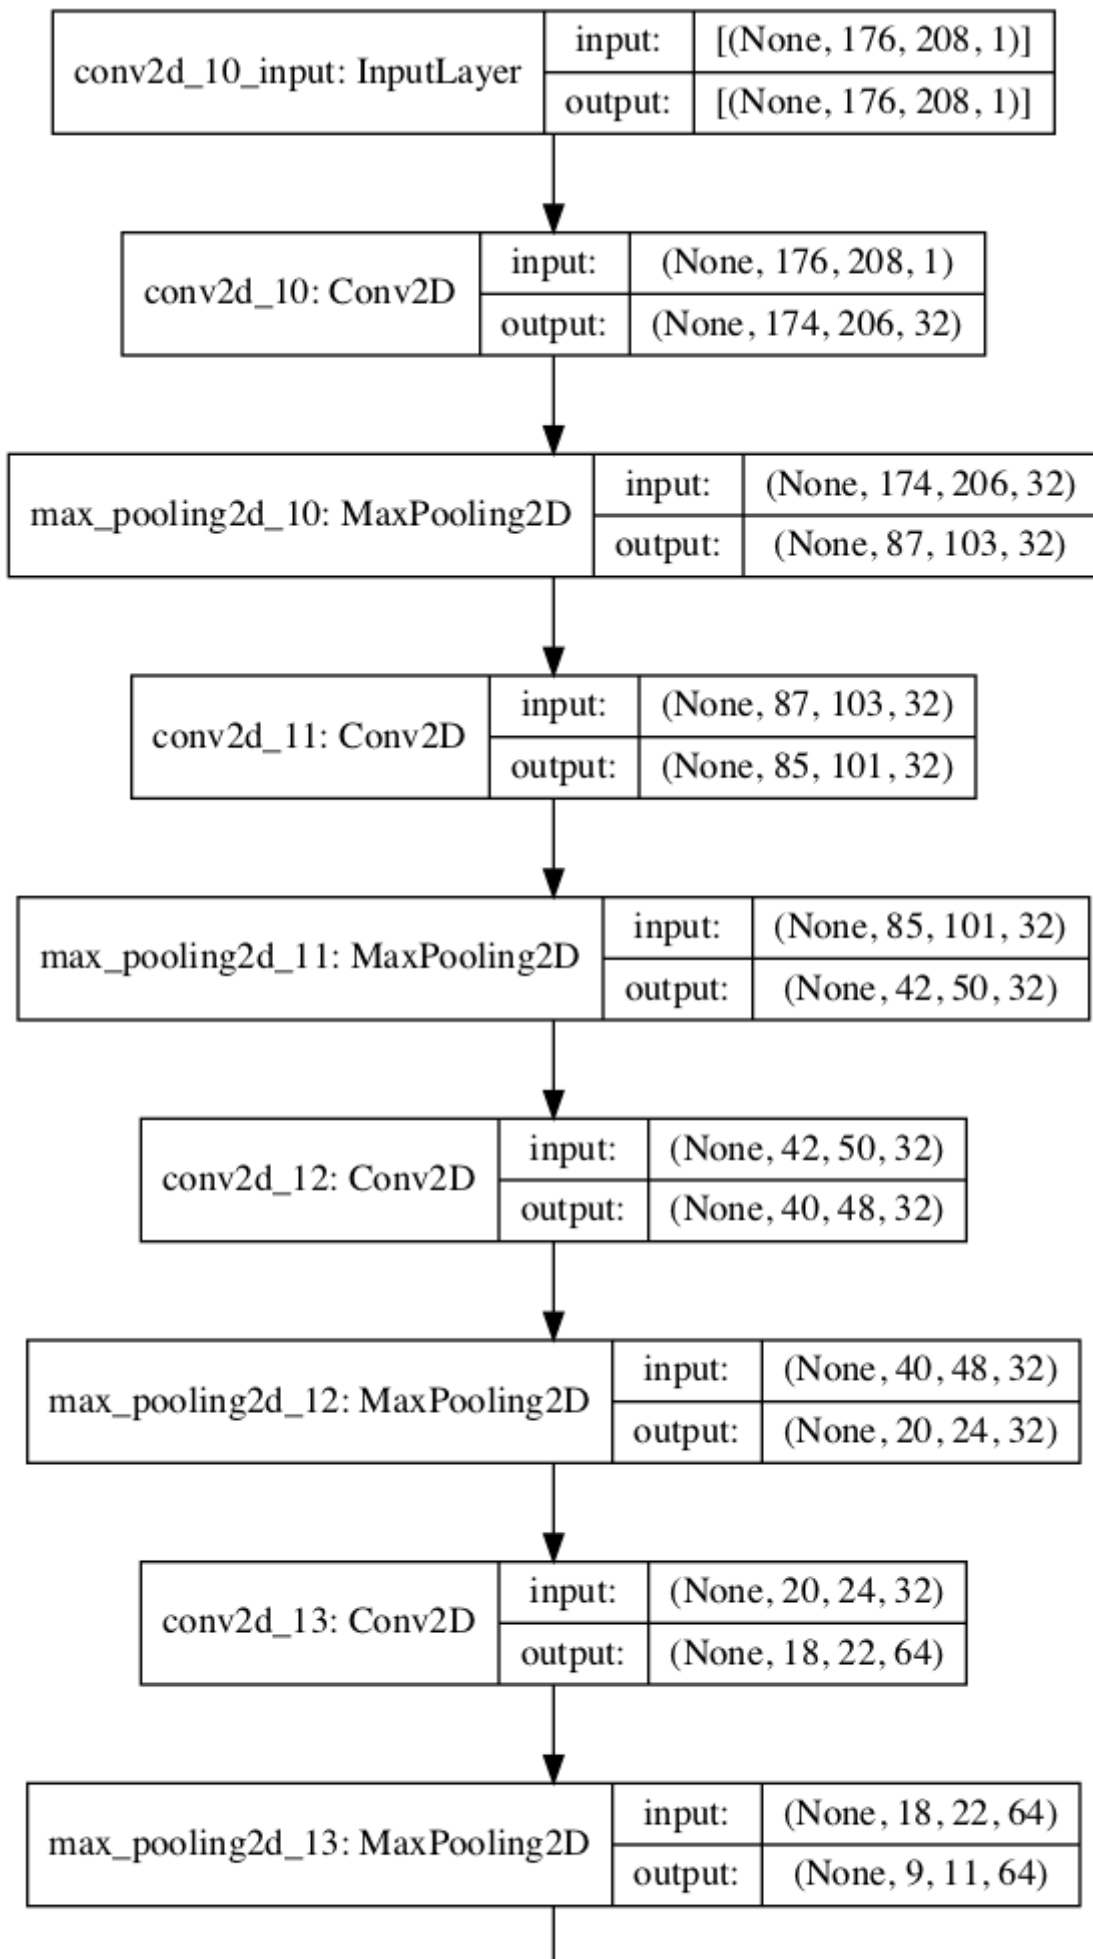 conv2d_10_input: InputLayer
input: [(None, 176, 208, 1)]
output: [(None, 176, 208, 1)]
conv2d_10: Conv2D
input: (None, 176, 208, 1)
output: (None, 174, 206, 32)
max_pooling2d_10: MaxPooling2D
input: (None, 174, 206, 32)
output: (None, 87, 103, 32)
conv2d_11: Conv2D
input: (None, 87, 103, 32)
output: (None, 85, 101, 32)
max_pooling2d_11: MaxPooling2D
input: (None, 85, 101, 32)
output: (None, 42, 50, 32)
conv2d_12: Conv2D
input: (None, 42, 50, 32)
output: (None, 40, 48, 32)
max_pooling2d_12: MaxPooling2D
input: (None, 40, 48, 32)
output: (None, 20, 24, 32)
conv2d_13: Conv2D
input: (None, 20, 24, 32)
output: (None, 18, 22, 64)
max_pooling2d_13: MaxPooling2D
input: (None, 18, 22, 64)
output: (None, 9, 11, 64)